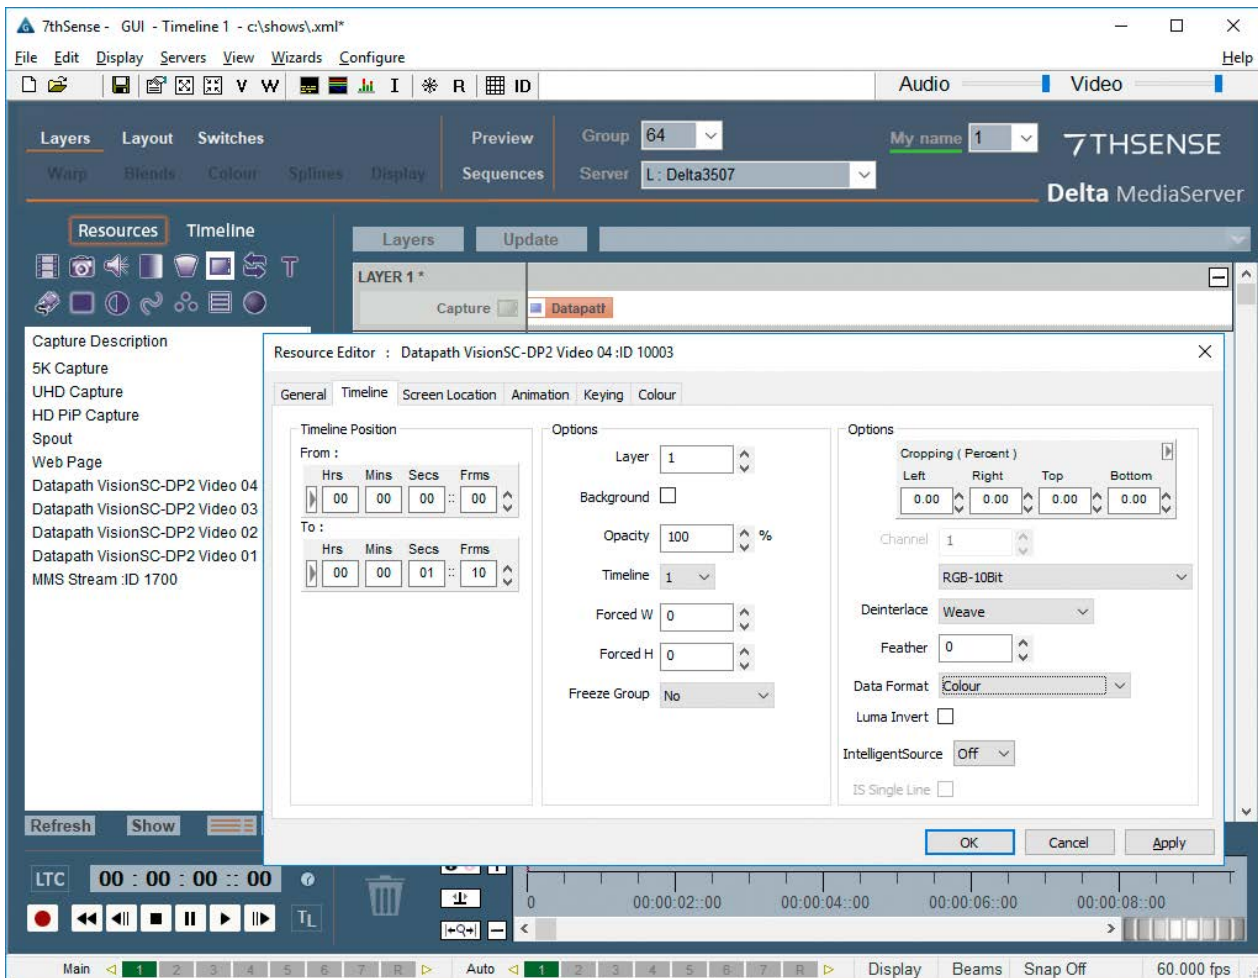 7thSense - GUI - Timeline 1 - c:\shows\.xml*
File Edit Display Servers View Wizards Configure Help
V W I R ID Audio Video
Layers Layout Switches Preview Group 64 My name 1 7THSENSE
Warp Blends Colour Splines Display Sequences Server L : Delta3507 Delta MediaServer
Resources Timeline
Layers Update
T
LAYER 1 *
Capture Datapath
Capture Description
5K Capture
UHD Capture
HD PiP Capture
Spout
Web Page
Datapath VisionSC-DP2 Video 04
Datapath VisionSC-DP2 Video 03
Datapath VisionSC-DP2 Video 02
Datapath VisionSC-DP2 Video 01
MMS Stream :ID 1700
Resource Editor : Datapath VisionSC-DP2 Video 04 :ID 10003
General Timeline Screen Location Animation Keying Colour
Timeline Position
From :
Hrs Mins Secs Frms
00 00 00 :: 00
To :
Hrs Mins Secs Frms
00 00 01 :: 10
Options
Layer 1
Background
Opacity 100 %
Timeline 1
Forced W 0
Forced H 0
Freeze Group No
Options
Cropping ( Percent )
Left Right Top Bottom
0.00 0.00 0.00 0.00
Channel 1
RGB-10Bit
Deinterlace Weave
Feather 0
Data Format Colour
Luma Invert
IntelligentSource Off
IS Single Line
OK Cancel Apply
Refresh Show
LTC 00 : 00 : 00 :: 00
TL
0 00:00:02::00 00:00:04::00 00:00:06::00 00:00:08::00
Main 1 2 3 4 5 6 7 R Auto 1 2 3 4 5 6 7 R Display Beams Snap Off 60.000 fps